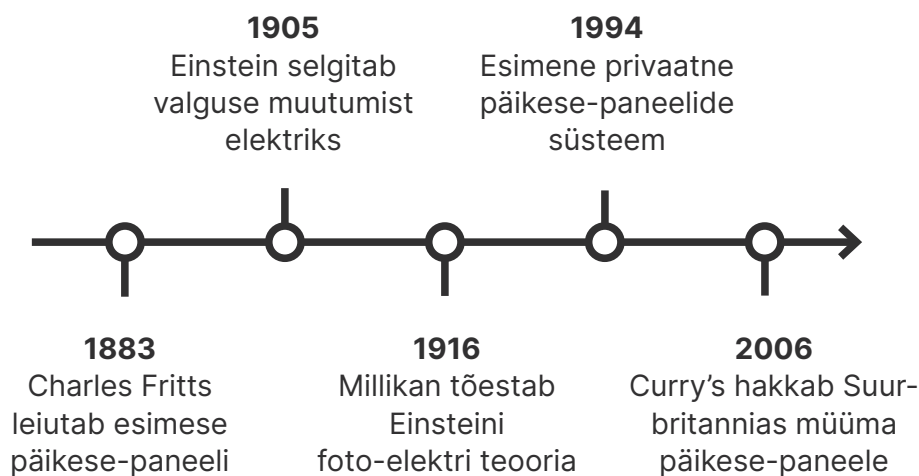 1905
Einstein selgitab
valguse muutumist
elektriks
1994
Esimene privaatne
päikese-paneelide
süsteem
1883
Charles Fritts
leiutab esimese
päikese-paneeli
1916
Millikan tõestab
Einsteini
foto-elektri teooria
2006
Curry’s hakkab Suur-
britannias müüma
päikese-paneele